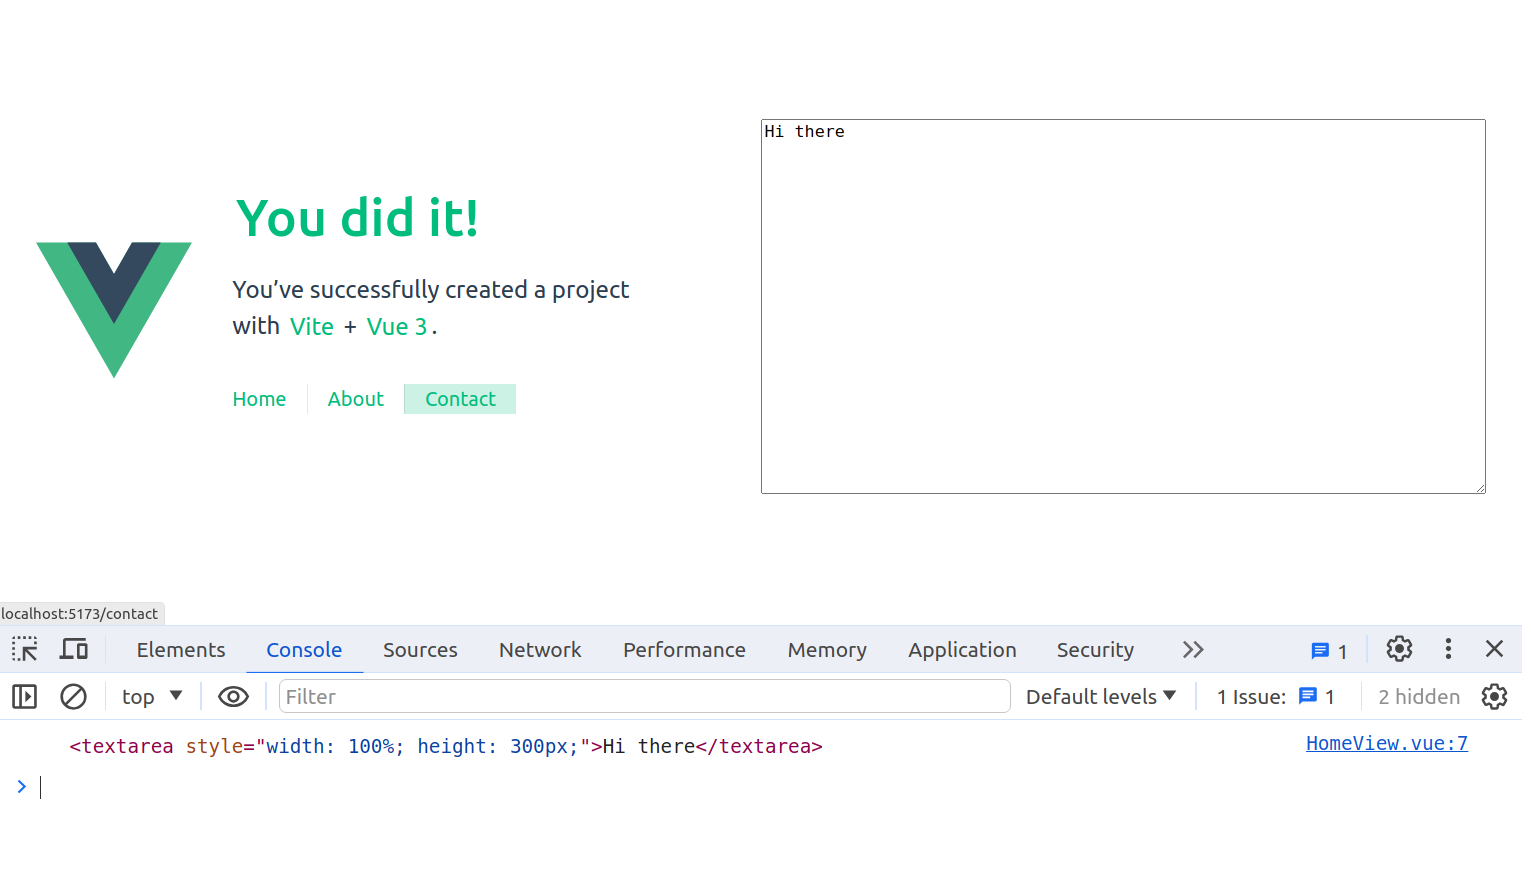 Hi there
You did it!
You’ve successfully created a project
with Vite + Vue 3.
Home About Contact
localhost:5173/contact
Elements Console Sources Network Performance Memory Application Security 1
top Filter Default levels 1 Issue: 1 2 hidden
<textarea style="width: 100%; height: 300px;">Hi there</textarea> HomeView.vue:7